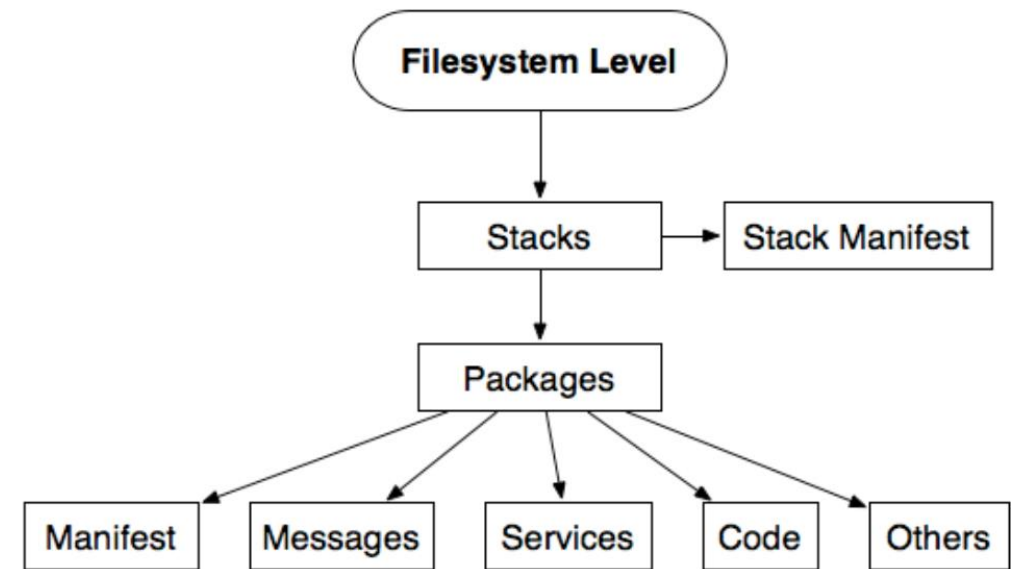 Filesystem Level
Stacks
Stack Manifest
Packages
Manifest
Messages
Services
Code
Others